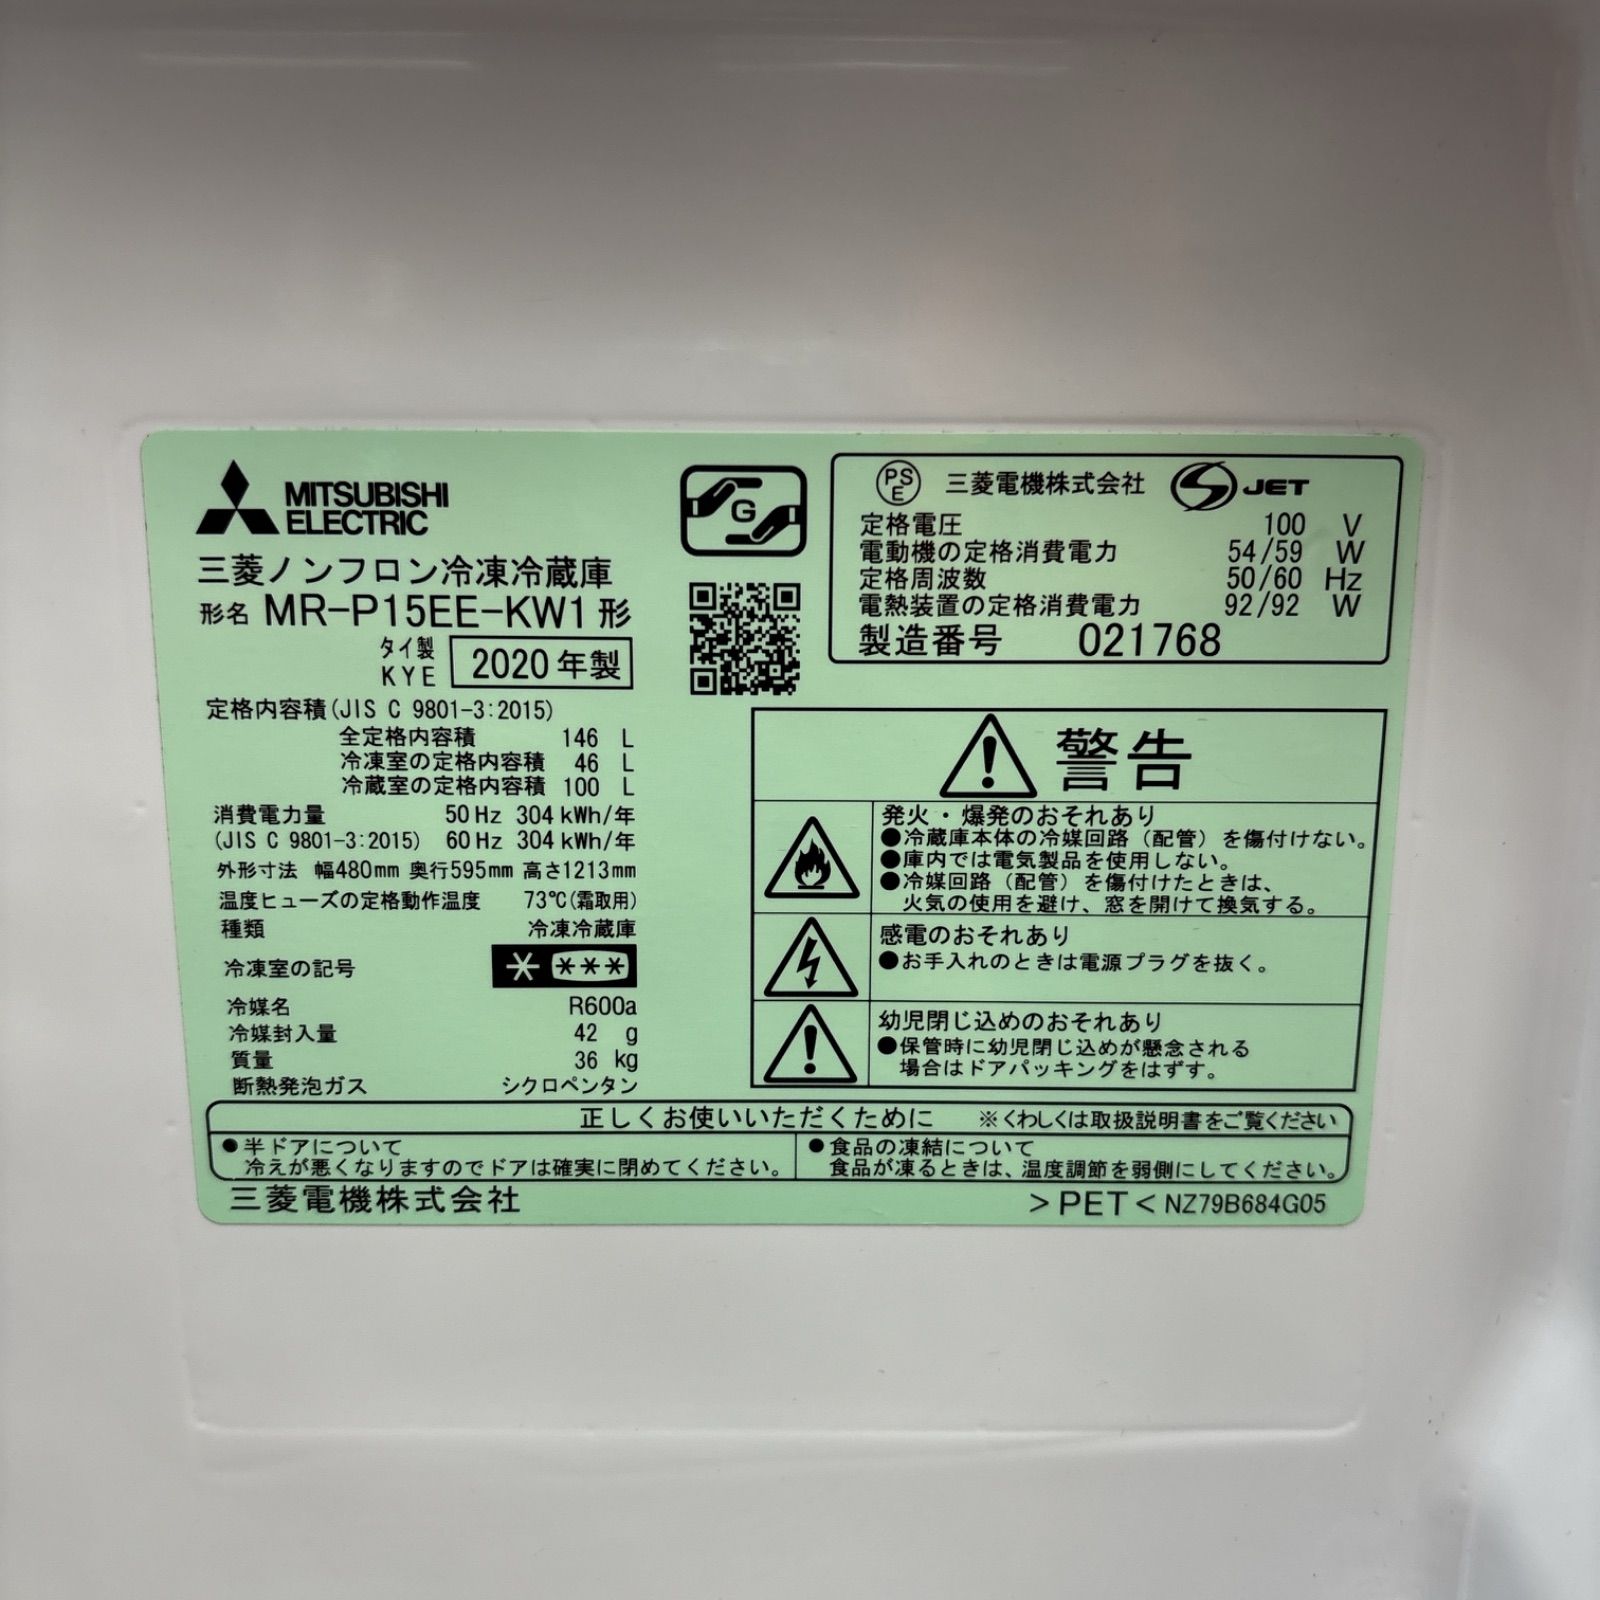 MITSUBISHI
ELECTRIC
三菱ノンフロン冷凍冷蔵庫
形名 MR-P15EE-KW1形
タイ製
KYE
2020年製
定格内容積(JIS C 9801-3:2015)
全定格内容積 146 L
冷凍室の定格内容積 46 L
冷蔵室の定格内容積 100 L
消費電力量 50Hz 304kWh/年
(JIS C 9801-3:2015) 60Hz 304kWh/年
外形寸法 幅480mm 奥行595mm 高さ1213mm
温度ヒューズの定格動作温度 73℃(霜取用)
種類 冷凍冷蔵庫
冷凍室の記号 * ***
冷媒名 R600a
冷媒封入量 42 g
質量 36 kg
断熱発泡ガス シクロペンタン
G
PS
E
三菱電機株式会社 S JET
定格電圧 100 V
電動機の定格消費電力 54/59 W
定格周波数 50/60 Hz
電熱装置の定格消費電力 92/92 W
製造番号 021768
警告
発火・爆発のおそれあり
●冷蔵庫本体の冷媒回路(配管)を傷付けない。
●庫内では電気製品を使用しない。
●冷媒回路(配管)を傷付けたときは、
火気の使用を避け、窓を開けて換気する。
感電のおそれあり
●お手入れのときは電源プラグを抜く。
幼児閉じ込めのおそれあり
●保管時に幼児閉じ込めが懸念される
場合はドアパッキングをはずす。
正しくお使いいただくために ※くわしくは取扱説明書をご覧ください
●半ドアについて
冷えが悪くなりますのでドアは確実に閉めてください。
●食品の凍結について
食品が凍るときは、温度調節を弱側にしてください。
三菱電機株式会社
>PET< NZ79B684G05